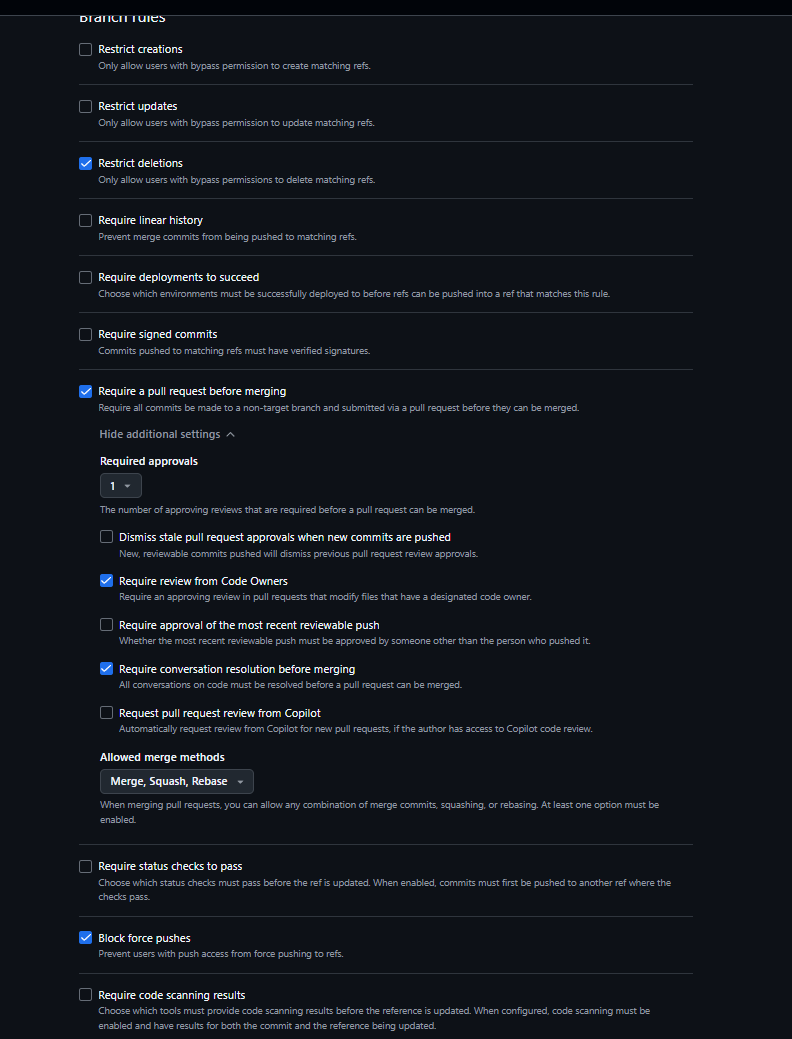 Branch rules
Restrict creations
Only allow users with bypass permission to create matching refs.
Restrict updates
Only allow users with bypass permission to update matching refs.
Restrict deletions
Only allow users with bypass permissions to delete matching refs.
Require linear history
Prevent merge commits from being pushed to matching refs.
Require deployments to succeed
Choose which environments must be successfully deployed to before refs can be pushed into a ref that matches this rule.
Require signed commits
Commits pushed to matching refs must have verified signatures.
Require a pull request before merging
Require all commits be made to a non-target branch and submitted via a pull request before they can be merged.
Hide additional settings
Required approvals
1
The number of approving reviews that are required before a pull request can be merged.
Dismiss stale pull request approvals when new commits are pushed
New, reviewable commits pushed will dismiss previous pull request review approvals.
Require review from Code Owners
Require an approving review in pull requests that modify files that have a designated code owner.
Require approval of the most recent reviewable push
Whether the most recent reviewable push must be approved by someone other than the person who pushed it.
Require conversation resolution before merging
All conversations on code must be resolved before a pull request can be merged.
Request pull request review from Copilot
Automatically request review from Copilot for new pull requests, if the author has access to Copilot code review.
Allowed merge methods
Merge, Squash, Rebase
When merging pull requests, you can allow any combination of merge commits, squashing, or rebasing. At least one option must be
enabled.
Require status checks to pass
Choose which status checks must pass before the ref is updated. When enabled, commits must first be pushed to another ref where the
checks pass.
Block force pushes
Prevent users with push access from force pushing to refs.
Require code scanning results
Choose which tools must provide code scanning results before the reference is updated. When configured, code scanning must be
enabled and have results for both the commit and the reference being updated.